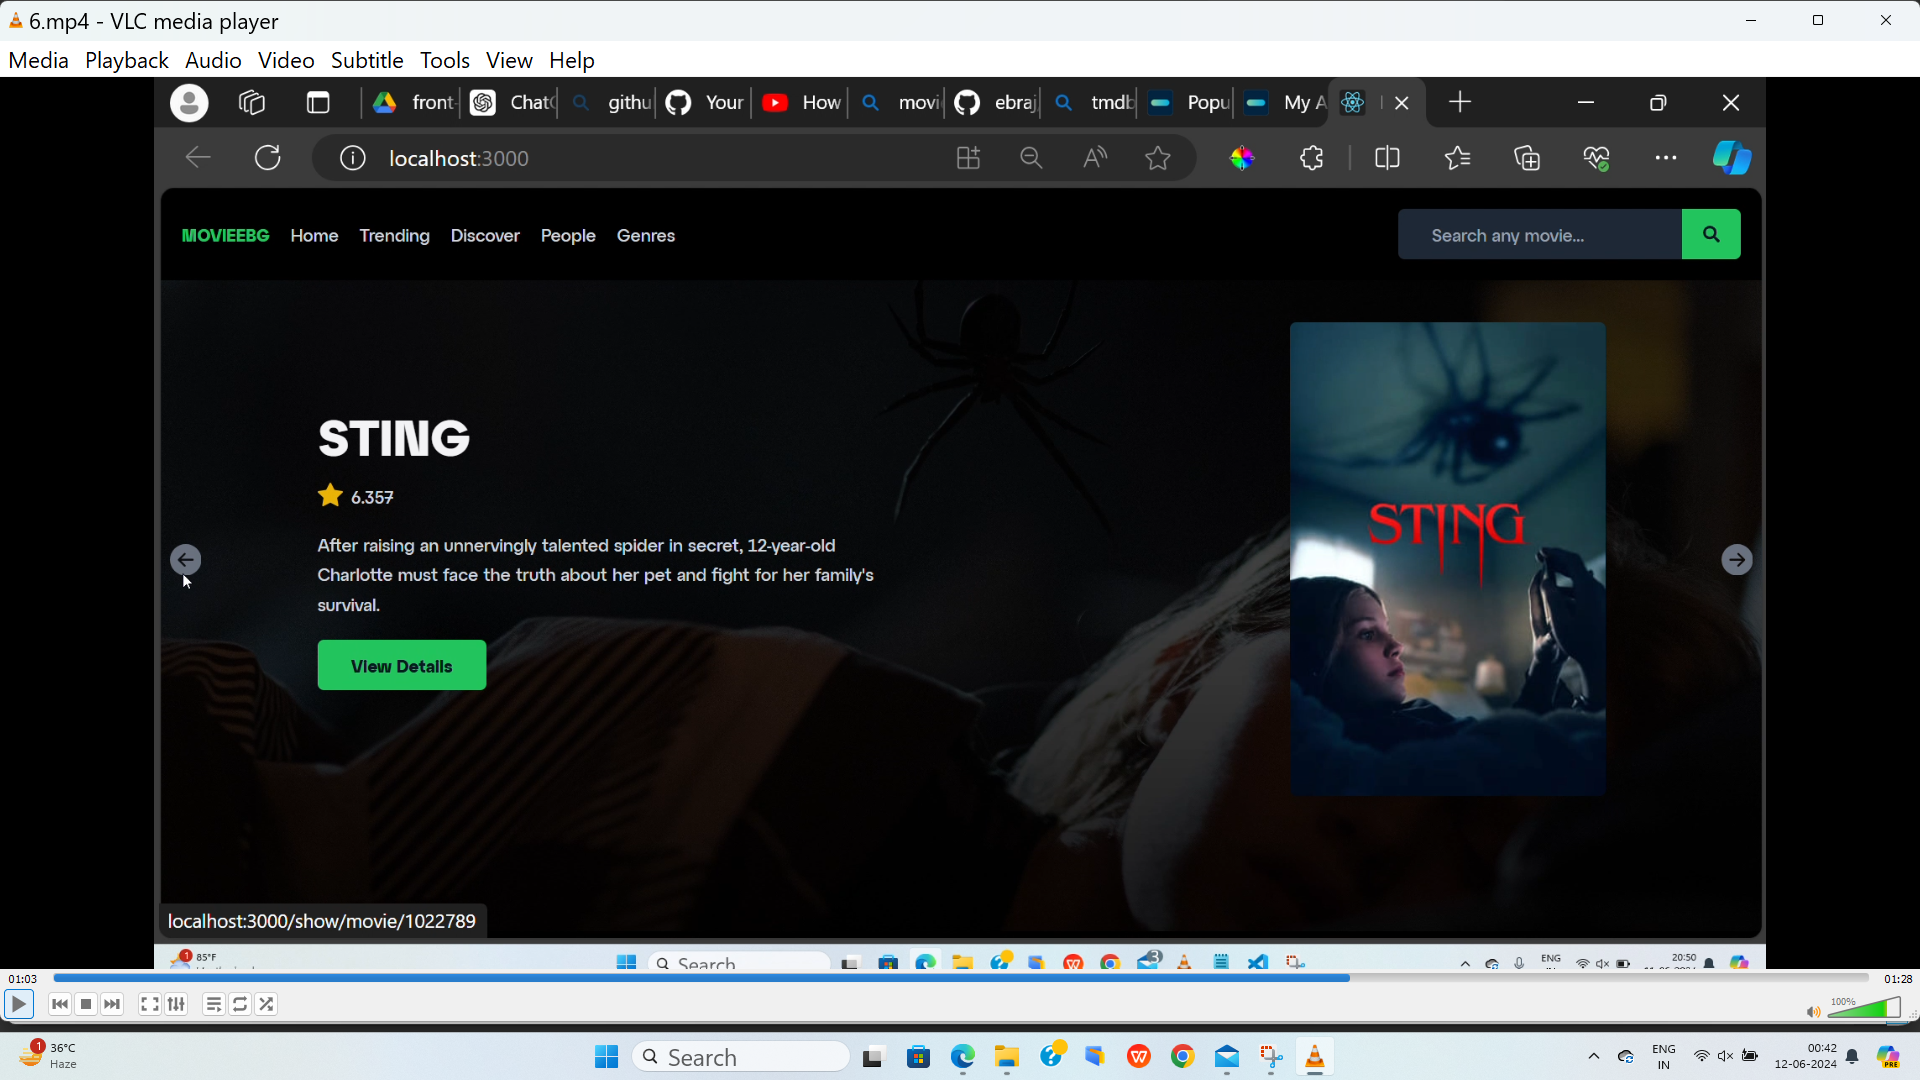 6.mp4 - VLC media player
Media Playback Audio Video Subtitle Tools View Help
front- Chat githu Your How movi ebraj tmdb Popu My A
localhost:3000
MOVIEEBG Home Trending Discover People Genres Search any movie...
STING
6.357
After raising an unnervingly talented spider in secret, 12-year-old
Charlotte must face the truth about her pet and fight for her family's
survival.
View Details
STING
localhost:3000/show/movie/1022789
1 85°F Search 3 ENG 20:50
01:03 01:28
100%
1 36°C Search ENG 00:42
Haze IN 12-06-2024 PRE